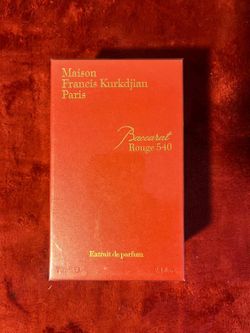 Maison
Francis Kurkdjian
Paris
Baccarat
Rouge 540
Extrait de parfum